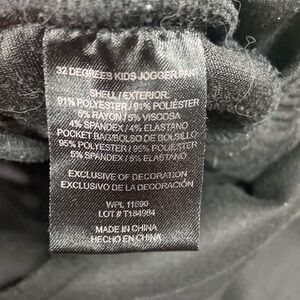 32 DEGREES KIDS JOGGER PANT
SHELL/EXTERIOR:
91% POLYESTER/91% POLIÉSTER
5% RAYON/5% VISCOSA
4% SPANDEX/4% ELASTANO
POCKET BAG/BOLSO DE BOLSILLO
95% POLYESTER/95% POLIÉSTER
5% SPANDEX/5% ELASTANO
EXCLUSIVE OF DECORATION
EXCLUSIVO DE LA DECORACIÓN
WPL 11590
LOT # T184984
MADE IN CHINA
HECHO EN CHINA